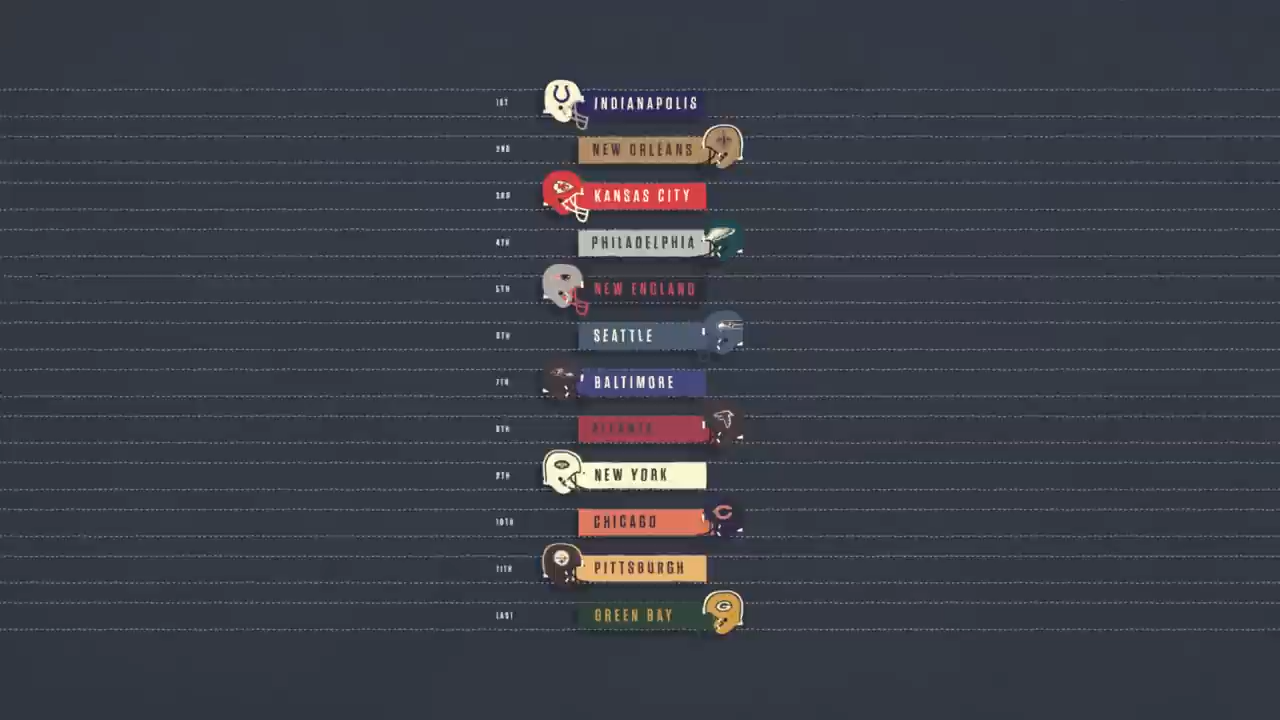 1ST INDIANAPOLIS
2ND NEW ORLEANS
3RD KANSAS CITY
4TH PHILADELPHIA
5TH NEW ENGLAND
6TH SEATTLE
7TH BALTIMORE
8TH ATLANTA
9TH NEW YORK
10TH CHICAGO
11TH PITTSBURGH
LAST GREEN BAY